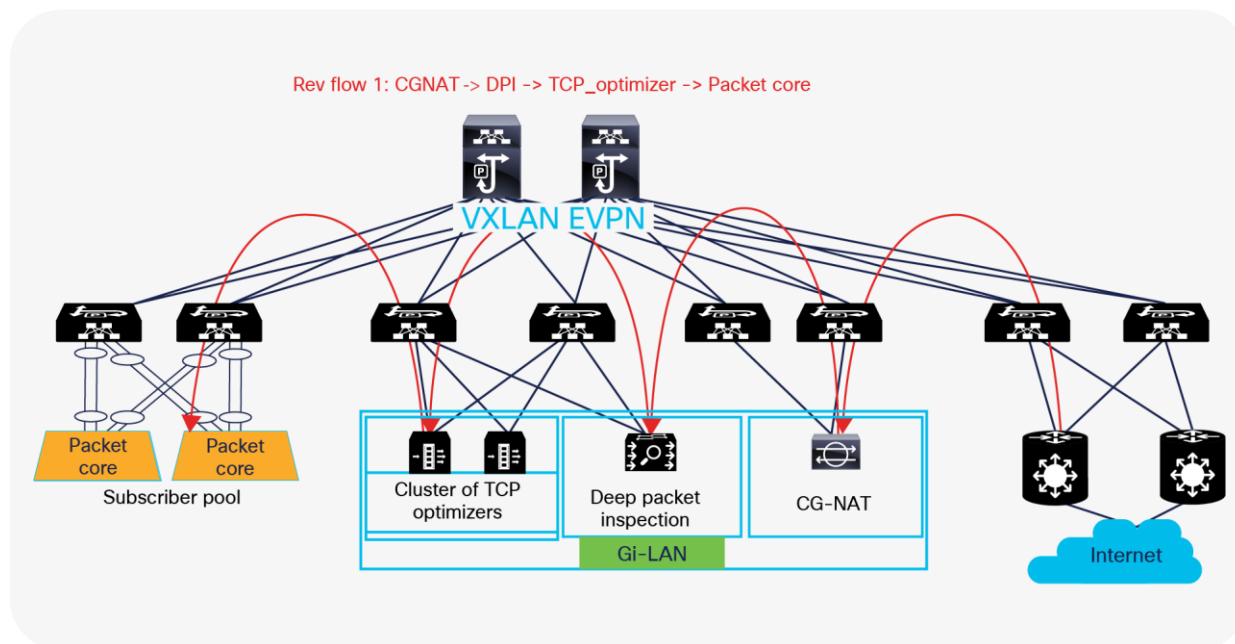 Rev flow 1: CGNAT -> DPI -> TCP_optimizer -> Packet core
P
P
VXLAN EVPN
P
P
P
P
P
P
P
P
Packet
core
Packet
core
Subscriber pool
Cluster of TCP
optimizers
Deep packet
inspection
CG-NAT
Gi-LAN
Internet